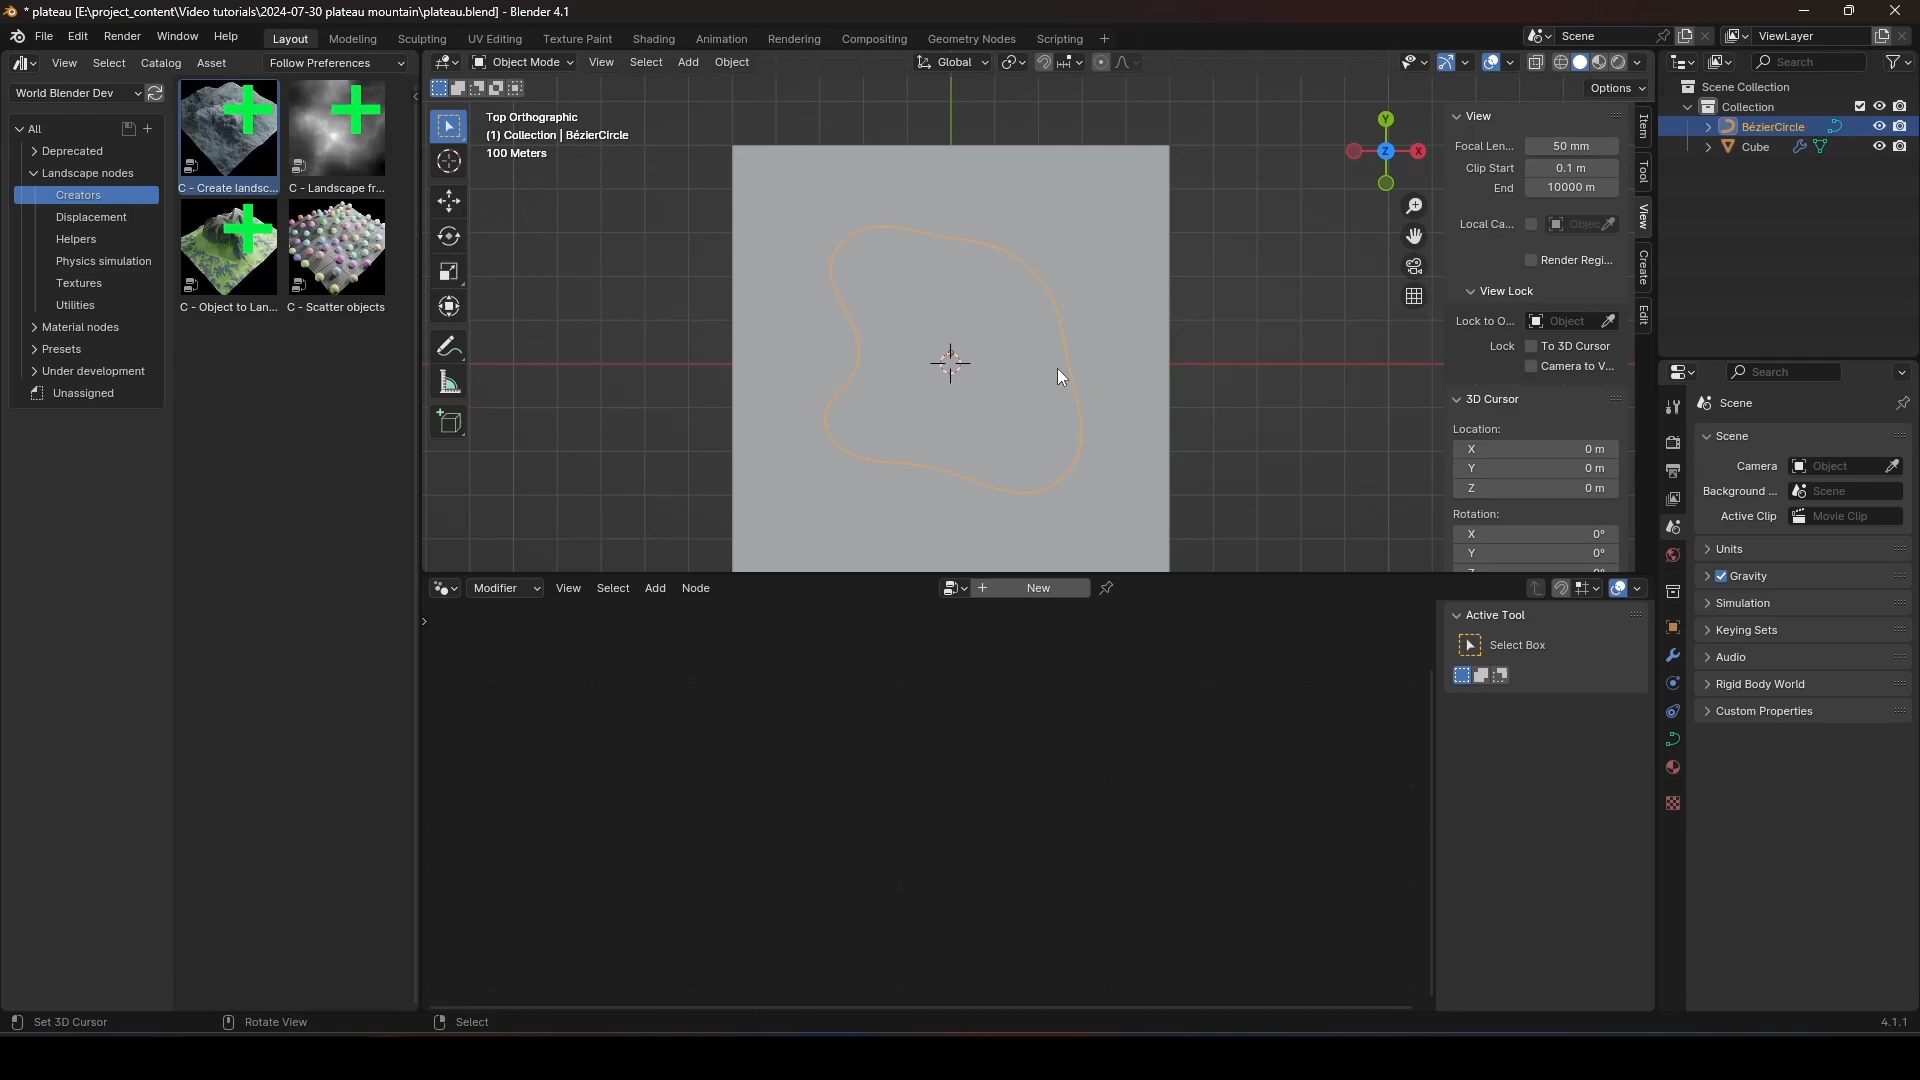 * plateau [E:\project_content\Video tutorials\2024-07-30 plateau mountain\plateau.blend] - Blender 4.1
File Edit Render Window Help Layout Modeling Sculpting UV Editing Texture Paint Shading Animation Rendering Compositing Geometry Nodes Scripting + Scene ViewLayer
View Select Catalog Asset Follow Preferences
Object Mode View Select Add Object Global Search
World Blender Dev
Options
All
Deprecated
Landscape nodes
Creators
Displacement
Helpers
Physics simulation
Textures
Utilities
Material nodes
Presets
Under development
Unassigned
C - Create landsc...
C - Landscape fr...
C - Object to Lan...
C - Scatter objects
Top Orthographic
(1) Collection | BézierCircle
100 Meters
Y
Z
X
View
Focal Len... 50 mm
Clip Start 0.1 m
End 10000 m
Local Ca... Objec
Render Regi...
View Lock
Lock to O... Object
Lock To 3D Cursor
Camera to V...
3D Cursor
Location:
X 0 m
Y 0 m
Z 0 m
Rotation:
X 0°
Y 0°
Item
Tool
View
Create
Edit
Scene Collection
Collection
BézierCircle
Cube
Search
Scene
Scene
Camera Object
Background ... Scene
Active Clip Movie Clip
Units
Gravity
Simulation
Keying Sets
Audio
Rigid Body World
Custom Properties
Modifier View Select Add Node + New
Active Tool
Select Box
Set 3D Cursor Rotate View Select 4.1.1